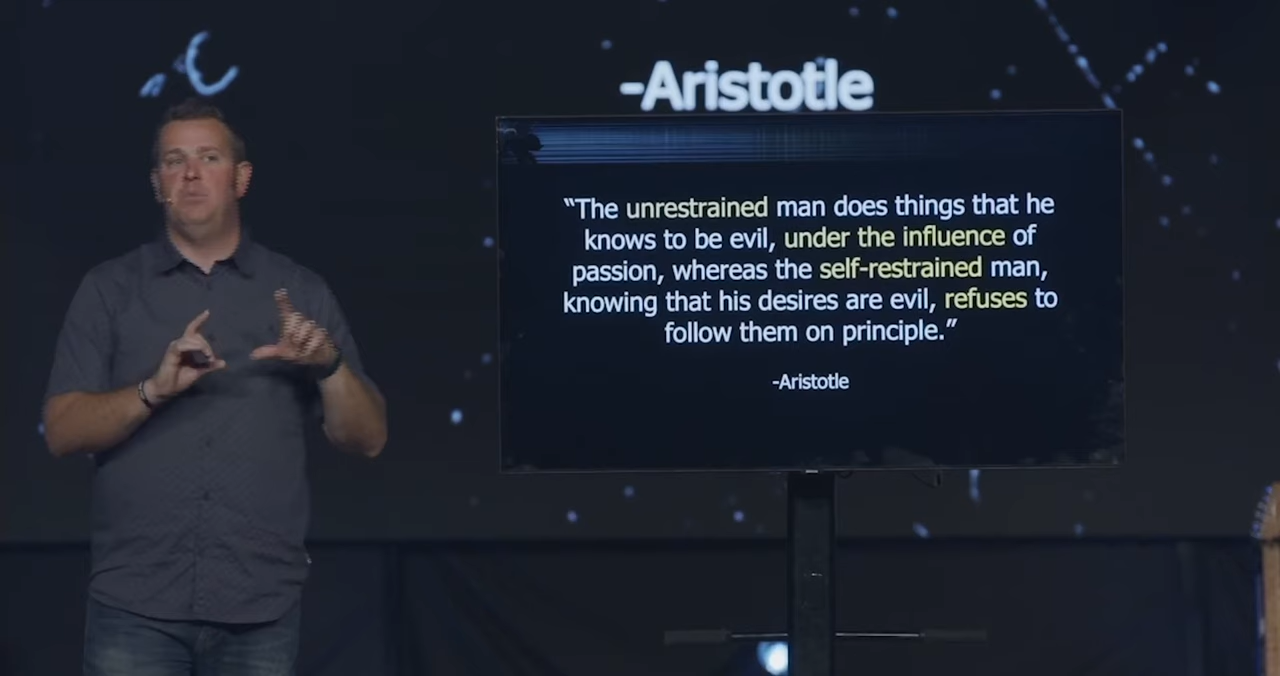 -Aristotle
“The unrestrained man does things that he
knows to be evil, under the influence of
passion, whereas the self-restrained man,
knowing that his desires are evil, refuses to
follow them on principle.”
-Aristotle